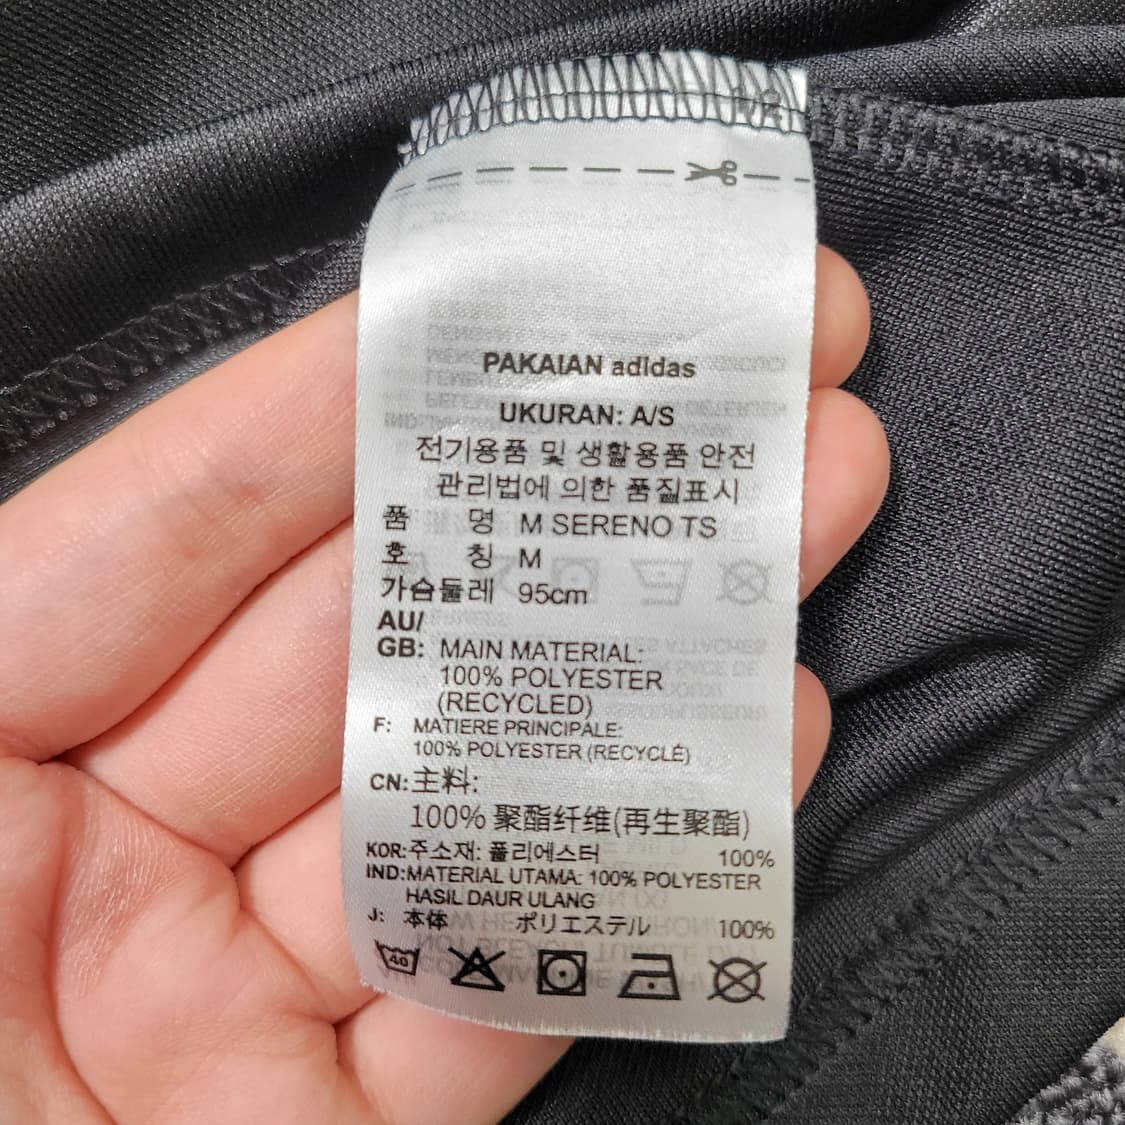 PAKAIAN adidas
UKURAN: A/S
전기용품 및 생활용품 안전
관리법에 의한 품질표시
품 명 M SERENO TS
호 칭 M
가슴둘레 95cm
AU/
GB: MAIN MATERIAL:
100% POLYESTER
(RECYCLED)
F: MATIERE PRINCIPALE:
100% POLYESTER (RECYCLÉ)
CN: 主料:
100% 聚酯纤维(再生聚酯)
KOR: 주소재: 폴리에스터 100%
IND: MATERIAL UTAMA: 100% POLYESTER
HASIL DAUR ULANG
J: 本体 ポリエステル 100%
40